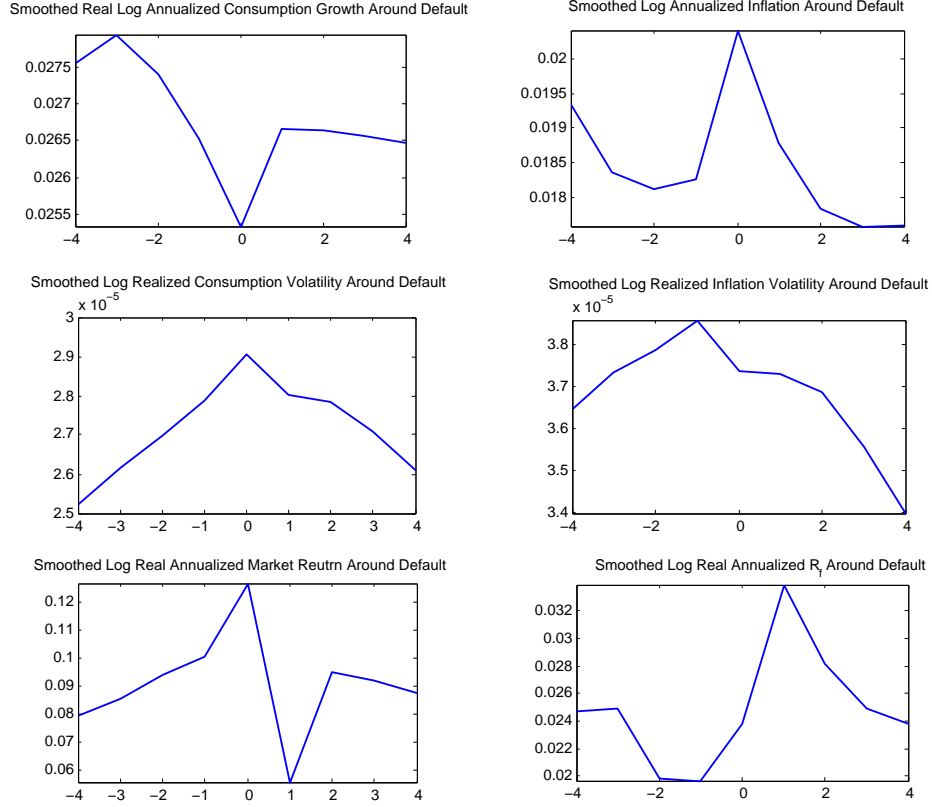 Smoothed Real Log Annualized Consumption Growth Around Default
0.0275
0.027
0.0265
0.026
0.0255
−4 −2 0 2 4
Smoothed Log Annualized Inflation Around Default
0.02
0.0195
0.019
0.0185
0.018
−4 −2 0 2 4
Smoothed Log Realized Consumption Volatility Around Default
x 10−5
3
2.9
2.8
2.7
2.6
2.5
−4 −3 −2 −1 0 1 2 3 4
Smoothed Log Realized Inflation Volatility Around Default
x 10−5
3.8
3.7
3.6
3.5
3.4
−4 −2 0 2 4
Smoothed Log Real Annualized Market Reutrn Around Default
0.12
0.11
0.1
0.09
0.08
0.07
0.06
−4 −3 −2 −1 0 1 2 3 4
Smoothed Log Real Annualized Rf Around Default
0.032
0.03
0.028
0.026
0.024
0.022
0.02
−4 −2 0 2 4